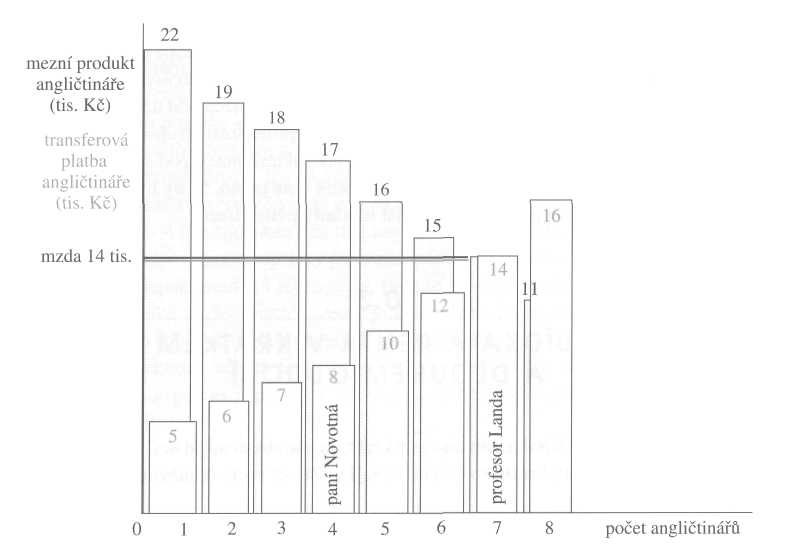 22
mezní produkt
angličtináře
(tis. Kč)
19
18
17
16
15
transferová
platba
angličtináře
(tis. Kč)
16
mzda 14 tis.
14
11
12
10
8
7
6
5
paní Novotná
profesor Landa
0 1 2 3 4 5 6 7 8 počet angličtinářů